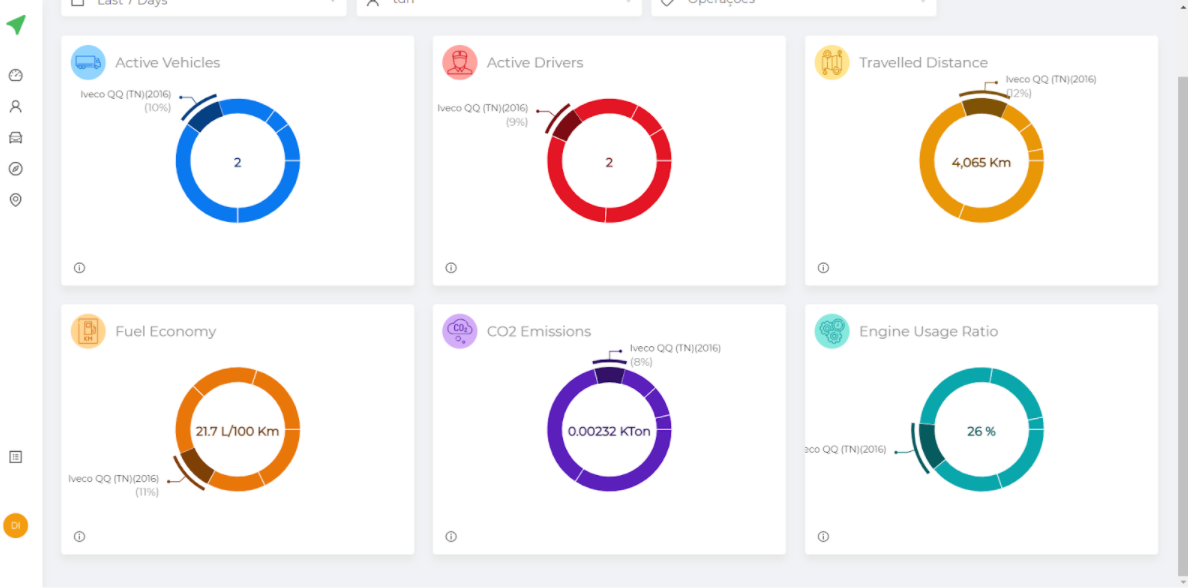 Last 7 Days
tdn
Operações
Active Vehicles
Iveco QQ (TN)(2016)
(10%)
2
Active Drivers
Iveco QQ (TN)(2016)
(9%)
2
Travelled Distance
Iveco QQ (TN)(2016)
(12%)
4,065 Km
KM
Fuel Economy
21.7 L/100 Km
Iveco QQ (TN)(2016)
(11%)
CO2
CO2 Emissions
Iveco QQ (TN)(2016)
(8%)
0.00232 KTon
Engine Usage Ratio
eco QQ (TN)(2016)
26 %
DI